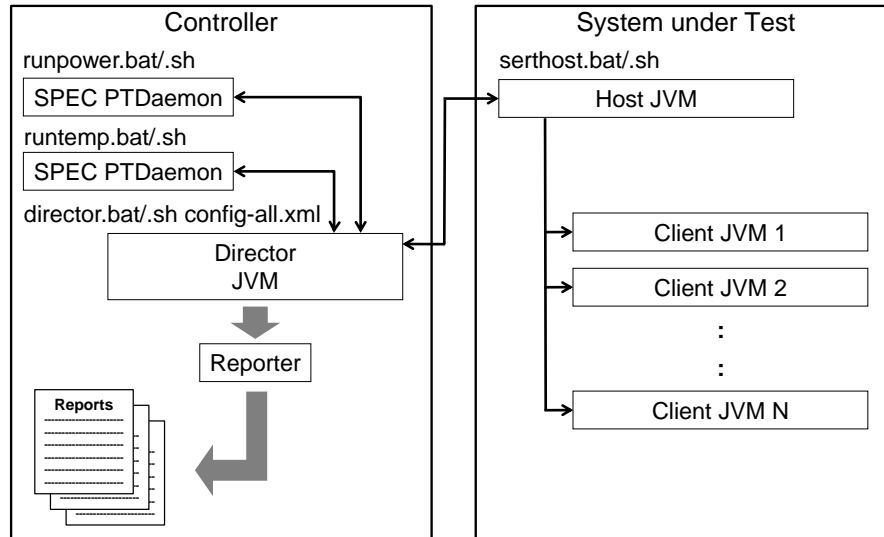 Controller
runpower.bat/.sh
SPEC PTDaemon
runtemp.bat/.sh
SPEC PTDaemon
director.bat/.sh config-all.xml
Director
JVM
Reporter
Reports
System under Test
serthost.bat/.sh
Host JVM
Client JVM 1
Client JVM 2
:
:
Client JVM N